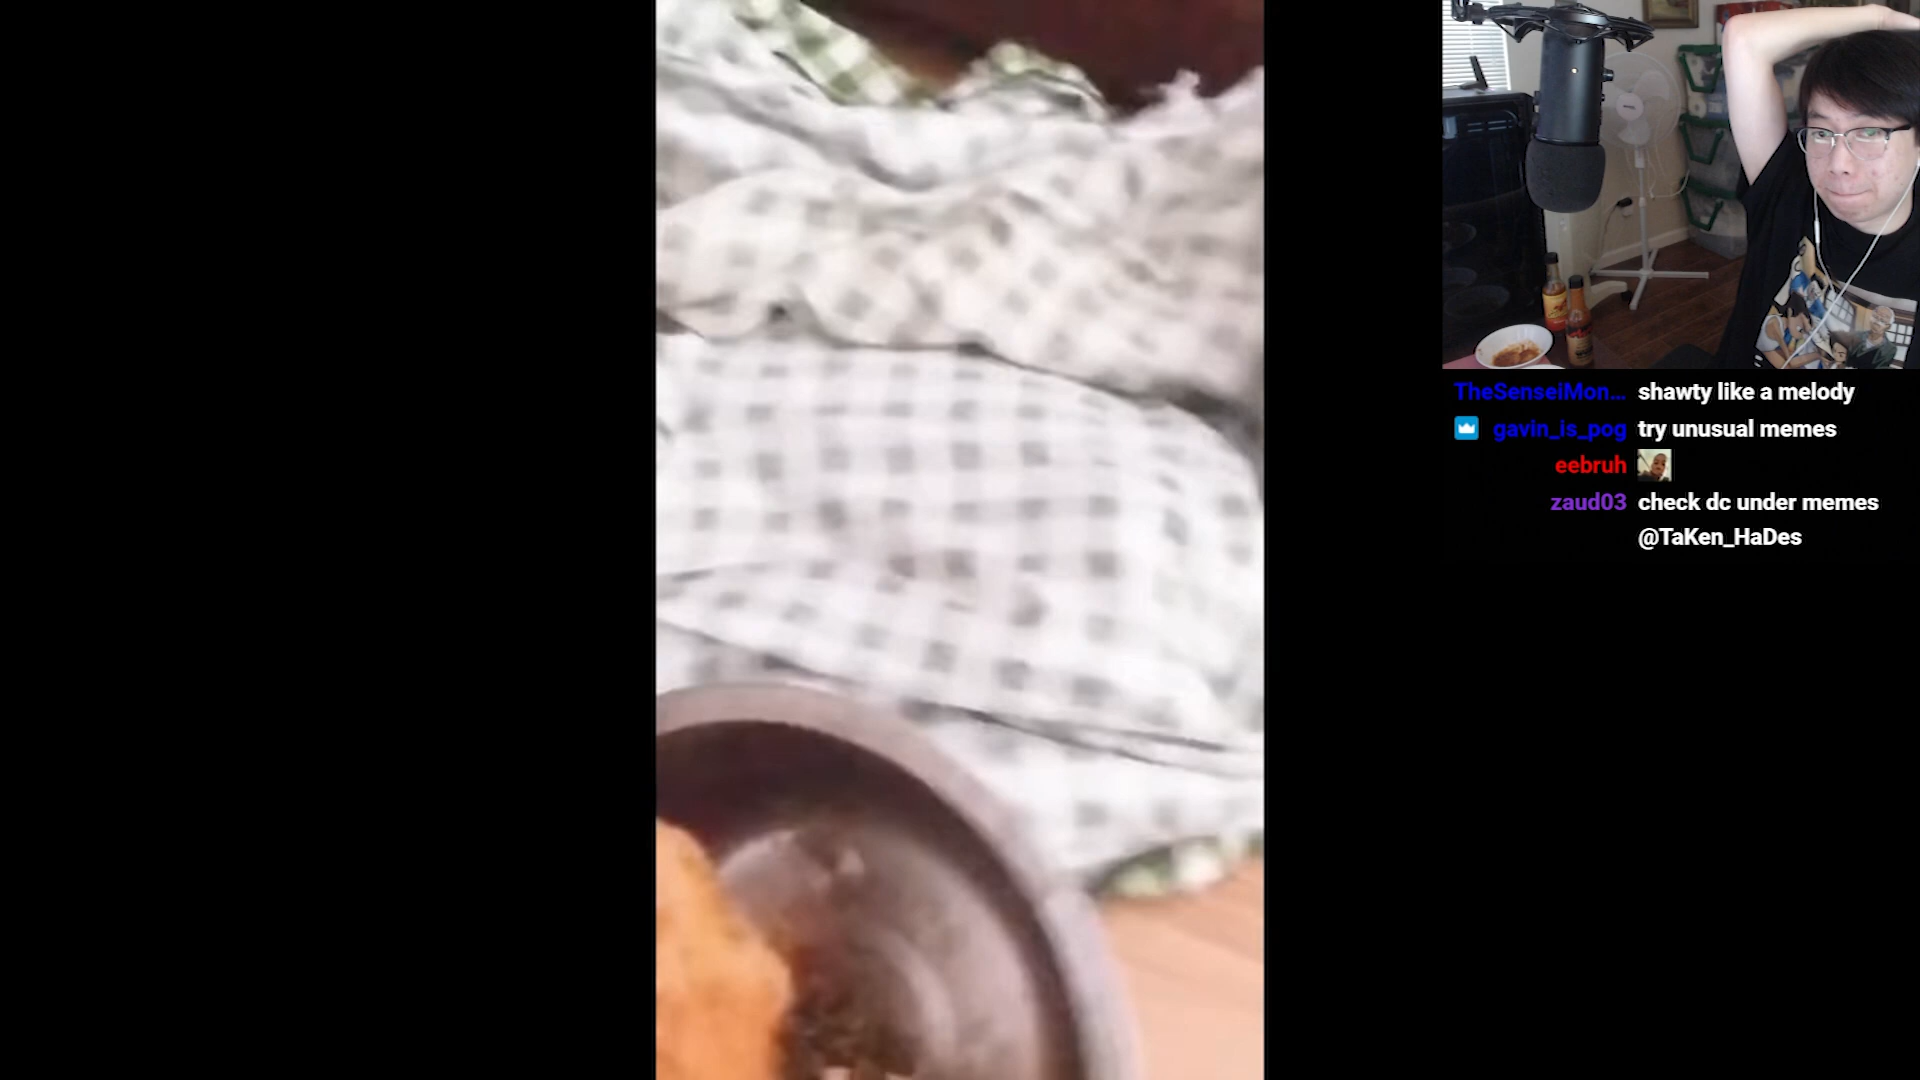 TheSenseiMon... shawty like a melody
gavin_is_pog try unusual memes
eebruh
zaud03 check dc under memes
@TaKen_HaDes